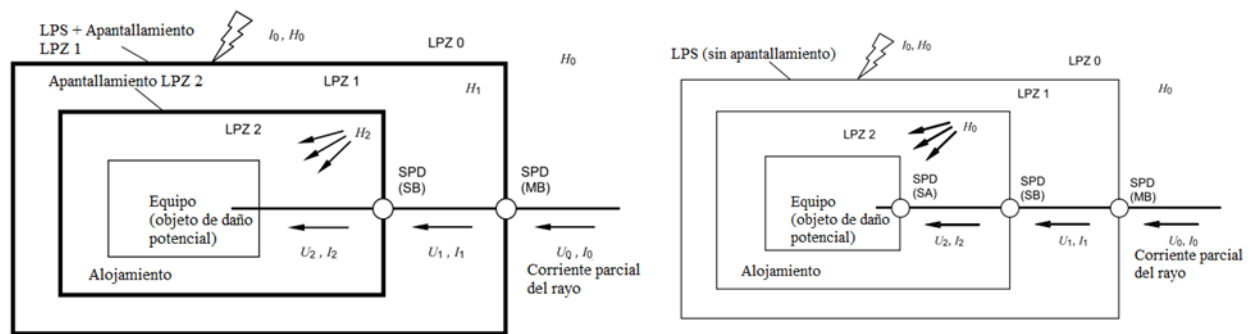 LPS + Apantallamiento
LPZ 1
I0, H0
LPZ 0
H0
Apantallamiento LPZ 2
LPZ 1
H1
LPZ 2
H2
SPD
(SB)
SPD
(MB)
Equipo
(objeto de daño
potencial)
U2 , I2
U1 , I1
U0 , I0
Alojamiento
Corriente parcial
del rayo
LPS (sin apantallamiento)
I0, H0
LPZ 0
H0
LPZ 1
LPZ 2
H0
SPD
(SA)
SPD
(SB)
SPD
(MB)
Equipo
(objeto de daño
potencial)
U2, I2
U1, I1
U0, I0
Alojamiento
Corriente parcial
del rayo